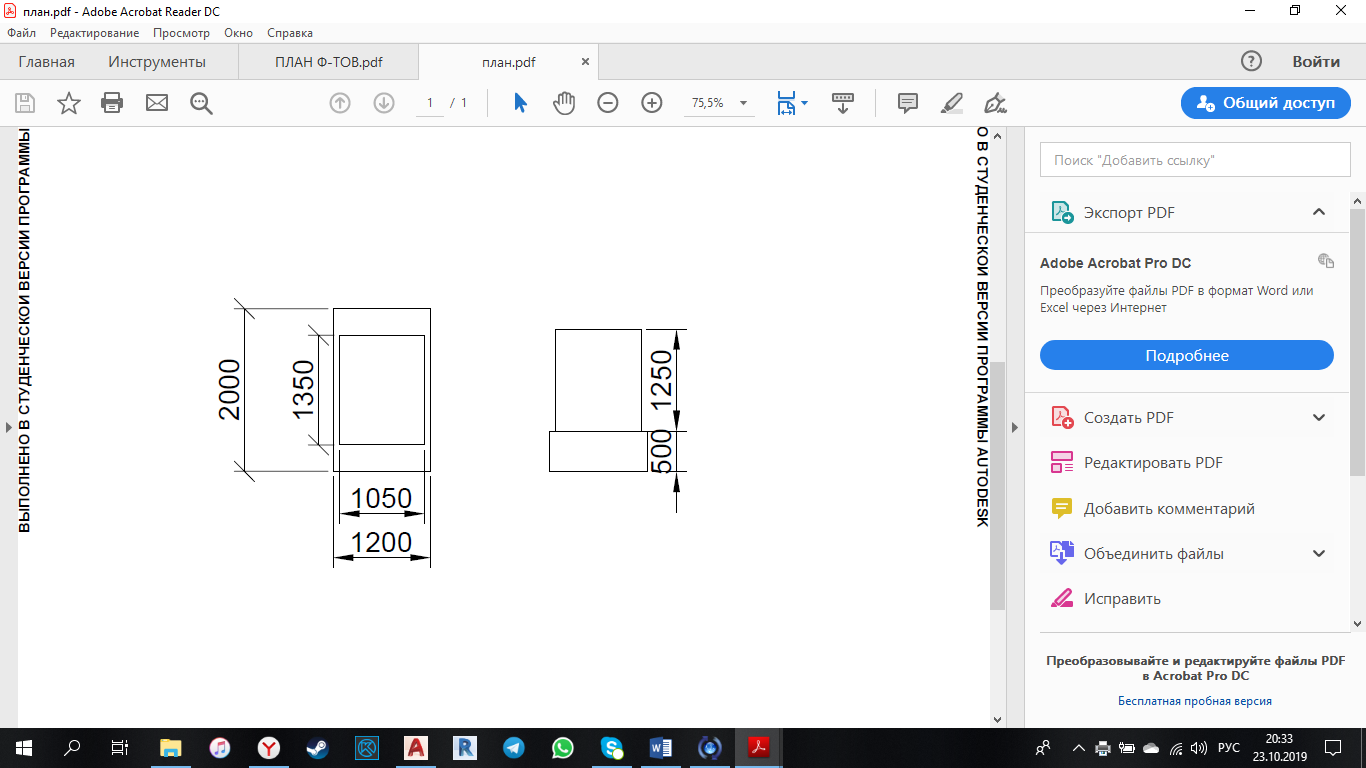 план.pdf - Adobe Acrobat Reader DC
Файл Редактирование Просмотр Окно Справка
Главная Инструменты ПЛАН Ф-ТОВ.pdf план.pdf × ? Войти
1 / 1 75,5% Общий доступ
ВЫПОЛНЕНО В СТУДЕНЧЕСКОЙ ВЕРСИИ ПРОГРАММЫ
2000
1350
1050
1200
1250
500
О В СТУДЕНЧЕСКОЙ ВЕРСИИ ПРОГРАММЫ AUTODESK
Поиск "Добавить ссылку"
Экспорт PDF
Adobe Acrobat Pro DC
Преобразуйте файлы PDF в формат Word или
Excel через Интернет
Подробнее
Создать PDF
Редактировать PDF
Добавить комментарий
Объединить файлы
Исправить
Преобразовывайте и редактируйте файлы PDF
в Acrobat Pro DC
Бесплатная пробная версия
РУС
20:33
23.10.2019